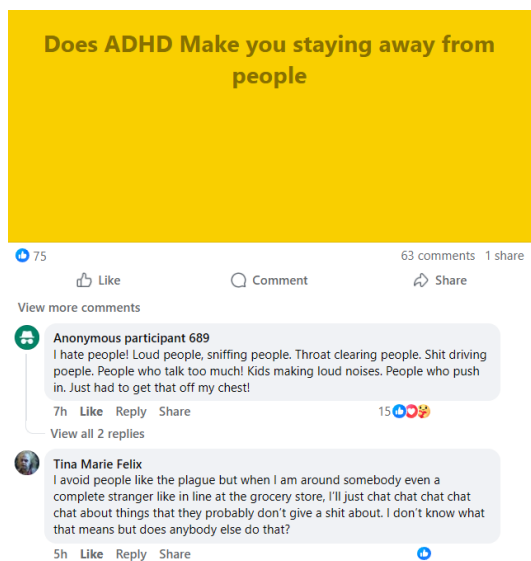 Does ADHD Make you staying away from
people
75
63 comments 1 share
Like Comment Share
View more comments
Anonymous participant 689
I hate people! Loud people, sniffing people. Throat clearing people. Shit driving
poeple. People who talk too much! Kids making loud noises. People who push
in. Just had to get that off my chest!
7h Like Reply Share 15
View all 2 replies
Tina Marie Felix
I avoid people like the plague but when I am around somebody even a
complete stranger like in line at the grocery store, I'll just chat chat chat chat
chat about things that they probably don't give a shit about. I don't know what
that means but does anybody else do that?
5h Like Reply Share